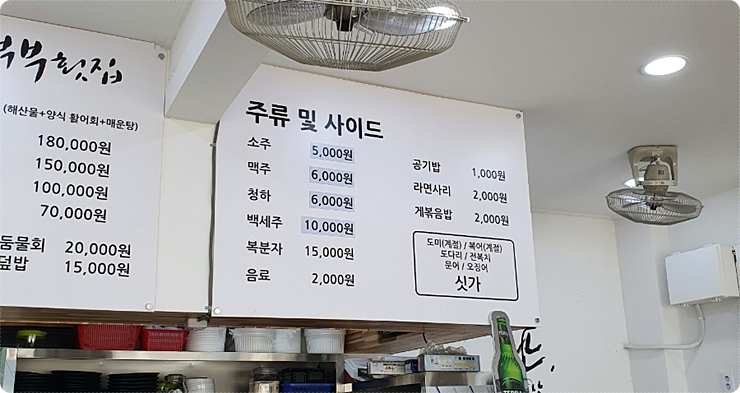 횟집
(해산물+양식 활어회+매운탕)
180,000원
150,000원
100,000원
70,000원
물회 20,000원
덮밥 15,000원
주류 및 사이드
소주 5,000원
맥주 6,000원
청하 6,000원
백세주 10,000원
복분자 15,000원
음료 2,000원
공기밥 1,000원
라면사리 2,000원
게볶음밥 2,000원
도미(계절) / 복어(계절)
도다리 / 전복치
문어 / 오징어
싯가
TERRA